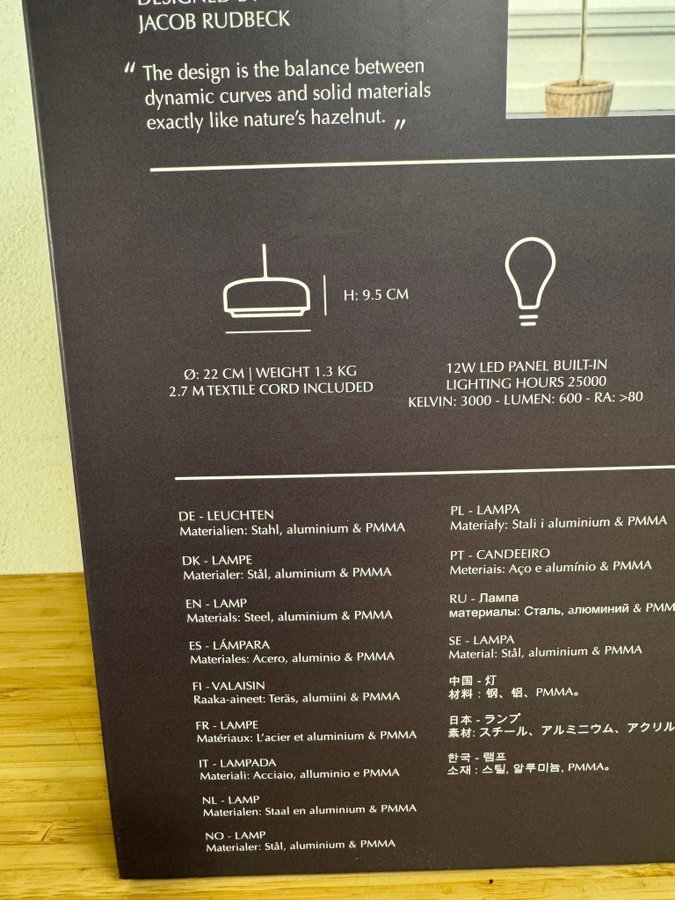 DESIGNED BY
JACOB RUDBECK
“ The design is the balance between
dynamic curves and solid materials
exactly like nature’s hazelnut. ”
H: 9.5 CM
Ø: 22 CM | WEIGHT 1.3 KG
2.7 M TEXTILE CORD INCLUDED
12W LED PANEL BUILT-IN
LIGHTING HOURS 25000
KELVIN: 3000 - LUMEN: 600 - RA: >80
DE - LEUCHTEN
Materialien: Stahl, aluminium & PMMA
DK - LAMPE
Materialer: Stål, aluminium & PMMA
EN - LAMP
Materials: Steel, aluminium & PMMA
ES - LÁMPARA
Materiales: Acero, aluminio & PMMA
FI - VALAISIN
Raaka-aineet: Teräs, alumiini & PMMA
FR - LAMPE
Matériaux: L’acier et aluminium & PMMA
IT - LAMPADA
Materiali: Acciaio, alluminio e PMMA
NL - LAMP
Materialen: Staal en aluminium & PMMA
NO - LAMP
Materialer: Stål, aluminium & PMMA
PL - LAMPA
Materiały: Stali i aluminium & PMMA
PT - CANDEEIRO
Meteriais: Aço e alumínio & PMMA
RU - Лампа
материалы: Сталь, алюминий & PMM
SE - LAMPA
Material: Stål, aluminium & PMMA
中国 - 灯
材料：钢、铝、PMMA。
日本 - ランプ
素材: スチール、アルミニウム、アクリル
한국 - 램프
소재 : 스틸, 알루미늄, PMMA。